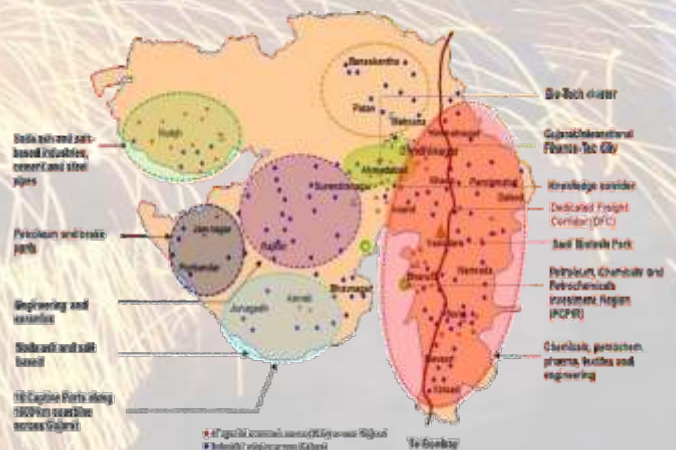 Banaskantha
Patan
Mehsana
Gandhinagar
Ahmedabad
Kutch
Surendranagar
Jamnagar
Rajkot
Porbandar
Junagadh
Amreli
Bhavnagar
Anand
Panchmahal
Dahod
Vadodara
Bharuch
Narmada
Surat
Navsari
Valsad
To Bombay
Soda ash and salt-
based industries,
cement and steel
pipes
Petroleum and brake
parts
Engineering and
ceramics
Soda ash and salt
based
Captive Ports along
1600 km coastline
across Gujarat
Bio-Tech cluster
Gujarat International
Finance-Tec City
Knowledge corridor
Dedicated Freight
Corridor (DFC)
Savli Biotech Park
Petroleum, Chemicals and
Petrochemicals
Investment Region
(PCPIR)
Chemicals, petrochem,
pharma, textiles and
engineering